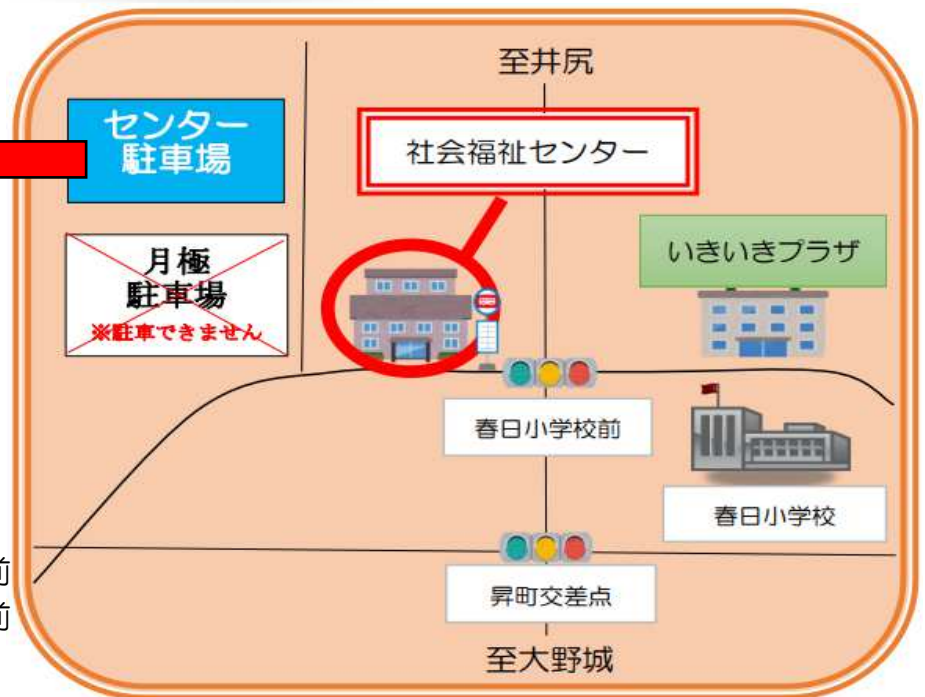 至井尻
センター
駐車場
社会福祉センター
月極
駐車場
※駐車できません
いきいきプラザ
春日小学校前
春日小学校
前
前
昇町交差点
至大野城